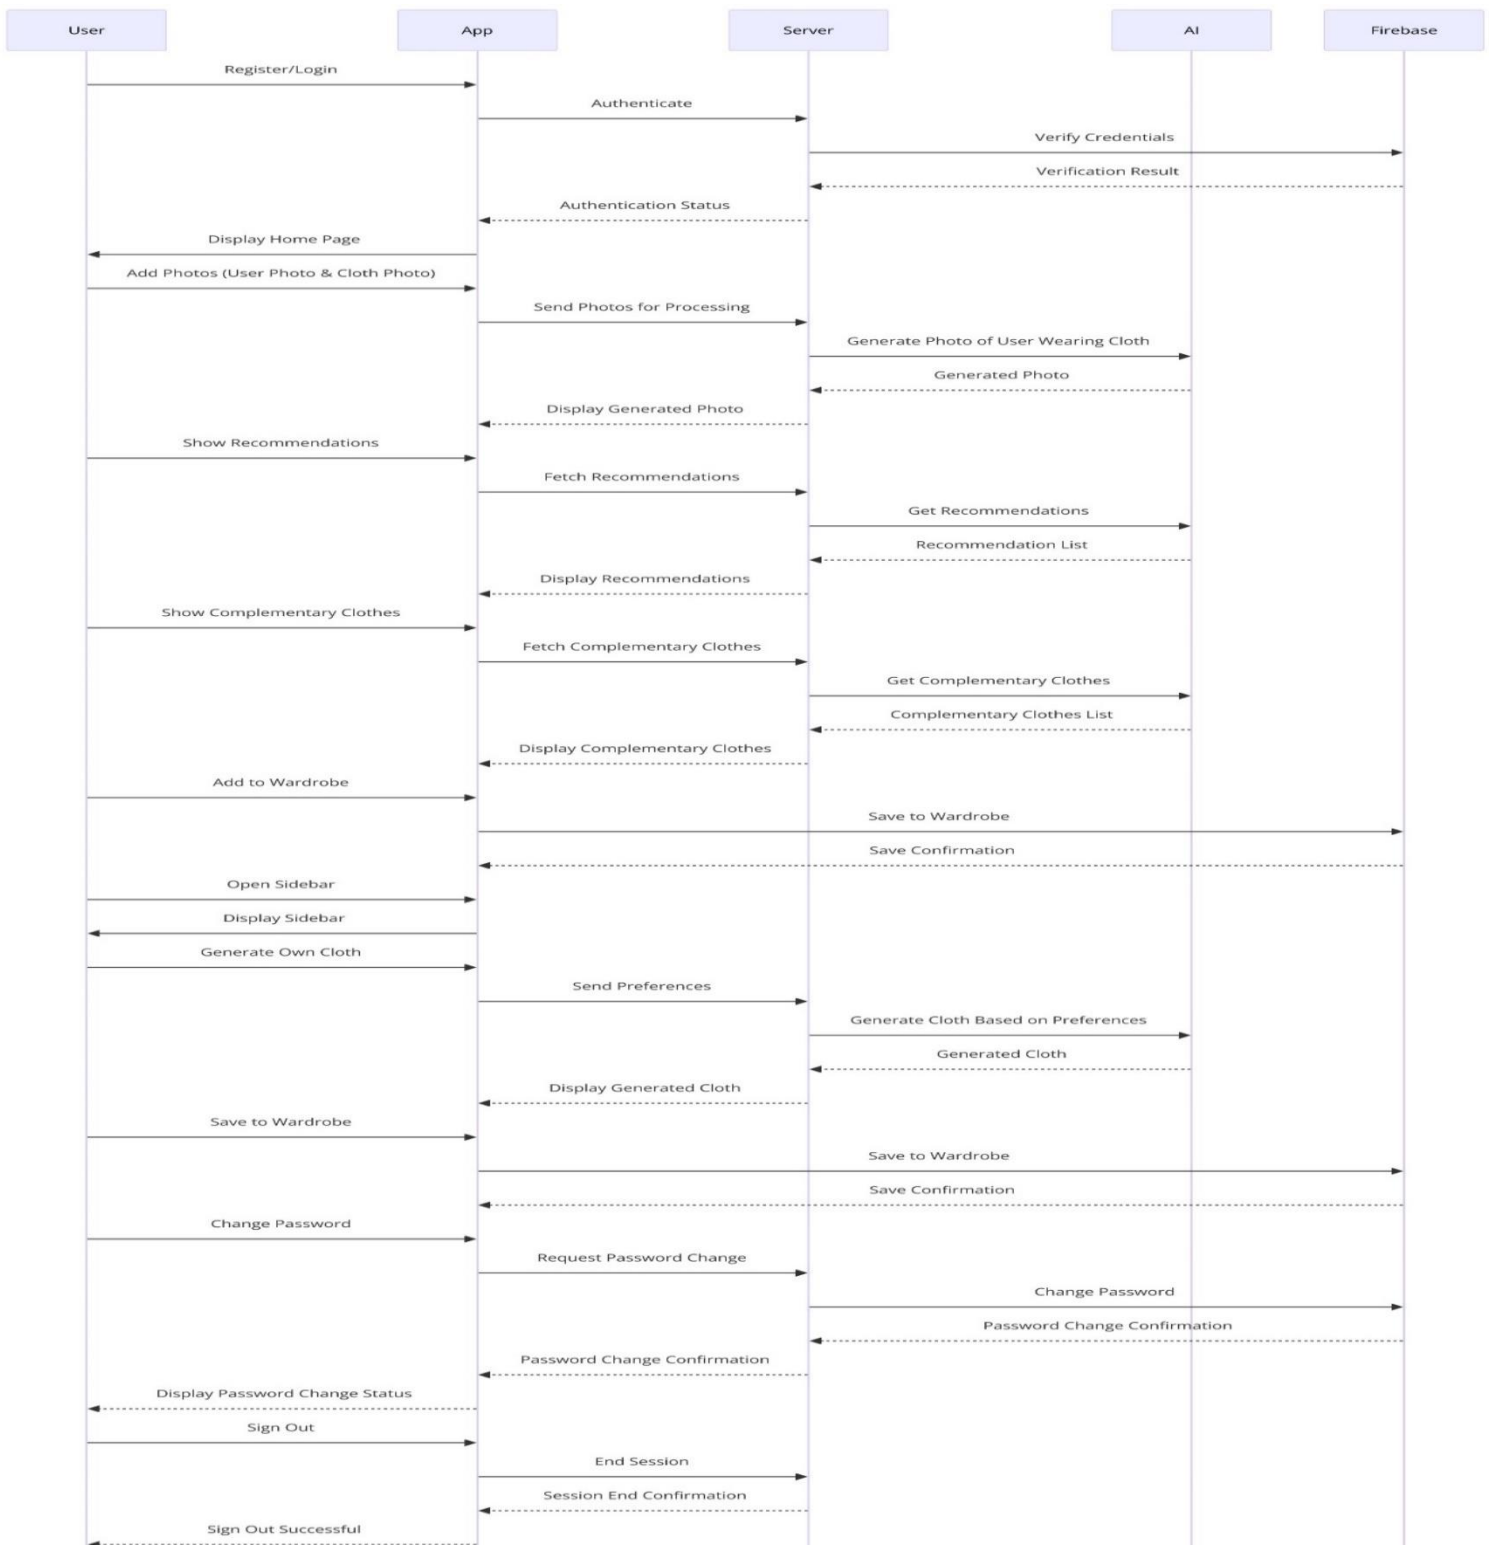 User
App
Server
AI
Firebase
Register/Login
Authenticate
Verify Credentials
Verification Result
Authentication Status
Display Home Page
Add Photos (User Photo & Cloth Photo)
Send Photos for Processing
Generate Photo of User Wearing Cloth
Generated Photo
Display Generated Photo
Show Recommendations
Fetch Recommendations
Get Recommendations
Recommendation List
Display Recommendations
Show Complementary Clothes
Fetch Complementary Clothes
Get Complementary Clothes
Complementary Clothes List
Display Complementary Clothes
Add to Wardrobe
Save to Wardrobe
Save Confirmation
Open Sidebar
Display Sidebar
Generate Own Cloth
Send Preferences
Generate Cloth Based on Preferences
Generated Cloth
Display Generated Cloth
Save to Wardrobe
Save to Wardrobe
Save Confirmation
Change Password
Request Password Change
Change Password
Password Change Confirmation
Password Change Confirmation
Display Password Change Status
Sign Out
End Session
Session End Confirmation
Sign Out Successful